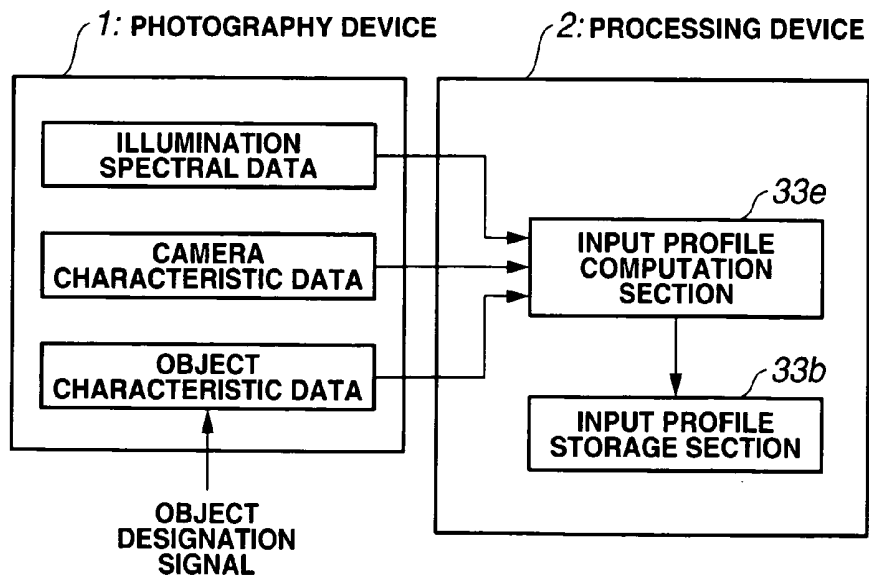 1: PHOTOGRAPHY DEVICE
ILLUMINATION
SPECTRAL DATA
CAMERA
CHARACTERISTIC DATA
OBJECT
CHARACTERISTIC DATA
OBJECT
DESIGNATION
SIGNAL
2: PROCESSING DEVICE
33e
INPUT PROFILE
COMPUTATION
SECTION
33b
INPUT PROFILE
STORAGE SECTION